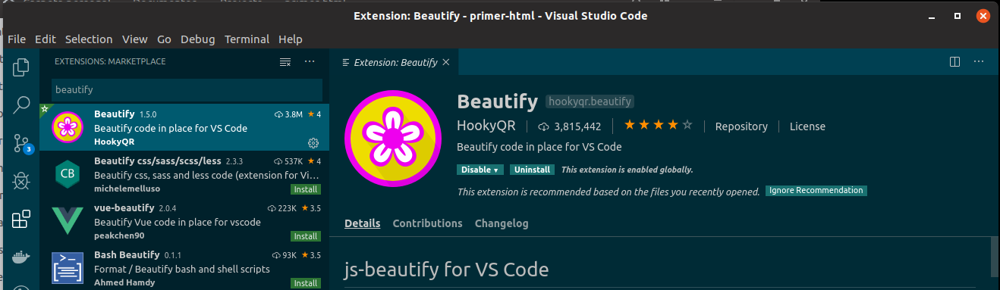 Extension: Beautify - primer-html - Visual Studio Code
File Edit Selection View Go Debug Terminal Help
EXTENSIONS: MARKETPLACE
beautify
Beautify 1.5.0 3.8M ★ 4
Beautify code in place for VS Code
HookyQR
Beautify css/sass/scss/less 2.3.3 537K ★ 4
Beautify css, sass and less code (extension for Vi...
michelemelluso Install
vue-beautify 2.0.4 223K ★ 3.5
Beautify Vue code in place for vscode
peakchen90 Install
Bash Beautify 0.1.1 93K ★ 3.5
Format / Beautify bash and shell scripts
Ahmed Hamdy Install
3
CB
Extension: Beautify
Beautify hookyqr.beautify
HookyQR 3,815,442 Repository License
Beautify code in place for VS Code
Disable Uninstall This extension is enabled globally.
This extension is recommended based on the files you recently opened. Ignore Recommendation
Details Contributions Changelog
js-beautify for VS Code